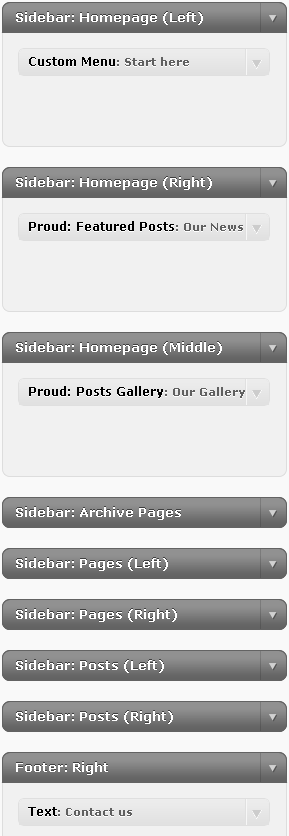 Sidebar: Homepage (Left)
Custom Menu: Start here
Sidebar: Homepage (Right)
Proud: Featured Posts: Our News
Sidebar: Homepage (Middle)
Proud: Posts Gallery: Our Gallery
Sidebar: Archive Pages
Sidebar: Pages (Left)
Sidebar: Pages (Right)
Sidebar: Posts (Left)
Sidebar: Posts (Right)
Footer: Right
Text: Contact us